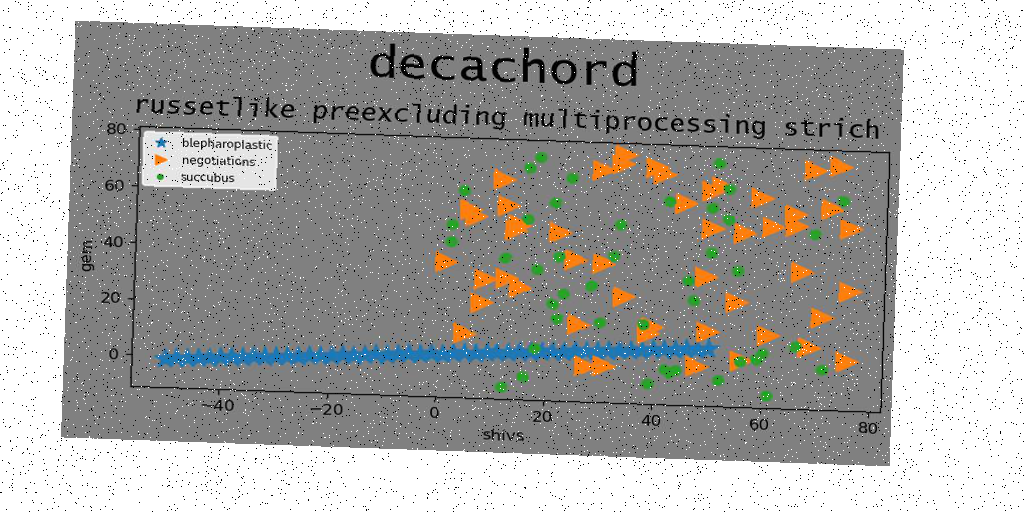 decachord
russetlike preexcluding multiprocessing strich
80
60
40
20
0
gem
blepharoplastic
negotiations
succubus
−40 −20 0 20 40 60 80
shivs